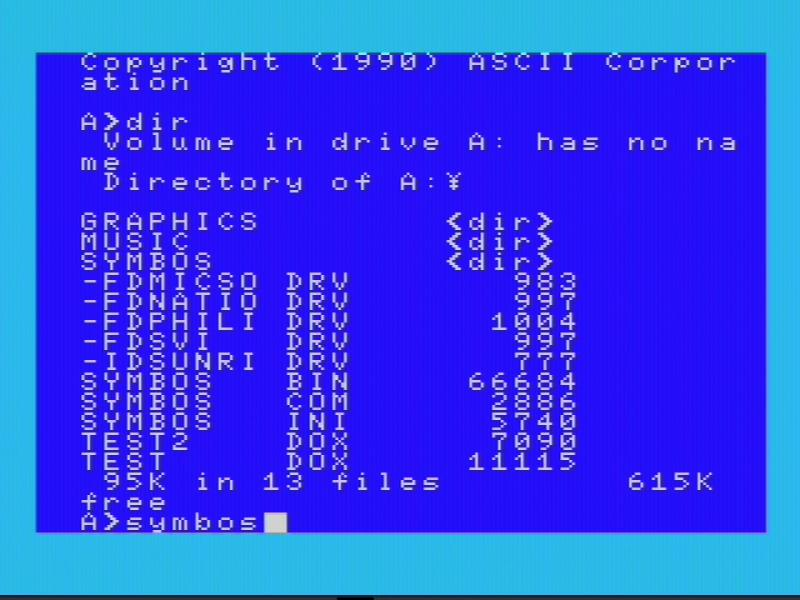 Copyright (1990) ASCII Corpor
ation
A>dir
Volume in drive A: has no na
me
Directory of A:¥
GRAPHICS <dir>
MUSIC <dir>
SYMBOS <dir>
-FDMICSO DRV 983
-FDNATIO DRV 997
-FDPHILI DRV 1004
-FDSVI DRV 997
-IDSUNRI DRV 777
SYMBOS BIN 66684
SYMBOS COM 2886
SYMBOS INI 5740
TEST2 DOX 7090
TEST DOX 11115
95K in 13 files 615K
free
A>symbos